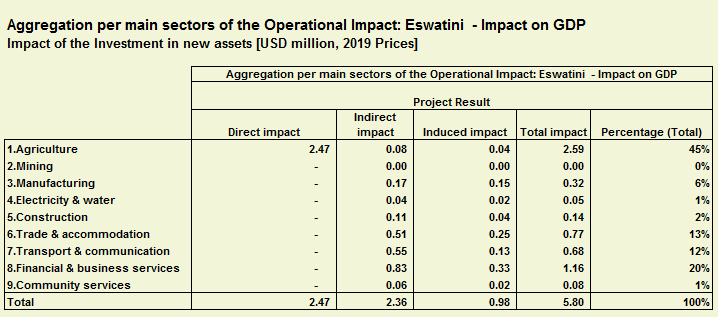 Aggregation per main sectors of the Operational Impact: Eswatini - Impact on GDP
Impact of the Investment in new assets [USD million, 2019 Prices]
Aggregation per main sectors of the Operational Impact: Eswatini - Impact on GDP
Project Result
Direct impact Indirect impact Induced impact Total impact Percentage (Total)
1.Agriculture 2.47 0.08 0.04 2.59 45%
2.Mining - 0.00 0.00 0.00 0%
3.Manufacturing - 0.17 0.15 0.32 6%
4.Electricity & water - 0.04 0.02 0.05 1%
5.Construction - 0.11 0.04 0.14 2%
6.Trade & accommodation - 0.51 0.25 0.77 13%
7.Transport & communication - 0.55 0.13 0.68 12%
8.Financial & business services - 0.83 0.33 1.16 20%
9.Community services - 0.06 0.02 0.08 1%
Total 2.47 2.36 0.98 5.80 100%